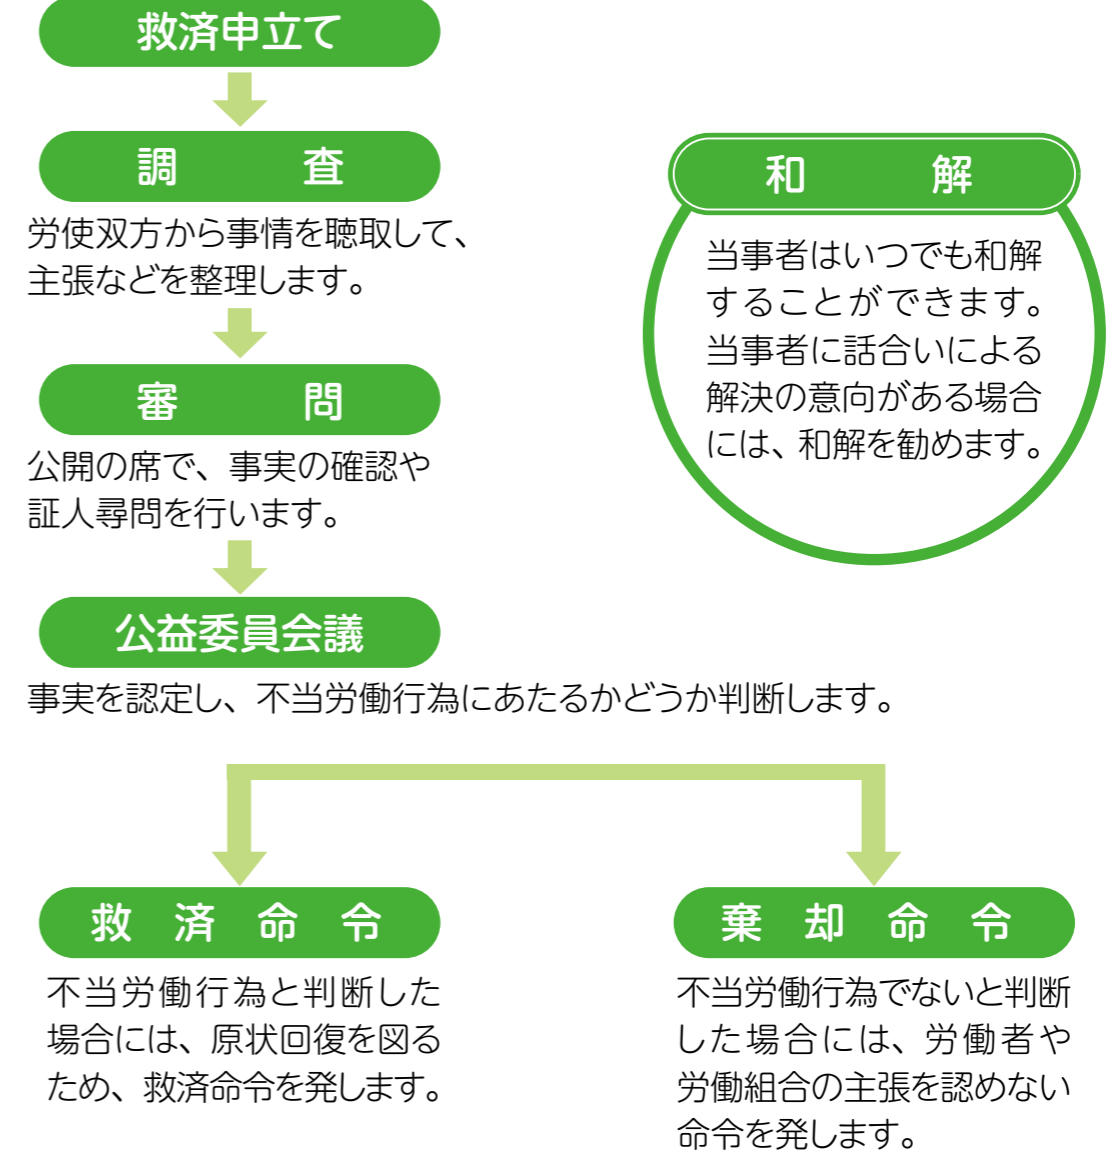 救済申立て
調査
労使双方から事情を聴取して、
主張などを整理します。
審問
公開の席で、事実の確認や
証人尋問を行います。
公益委員会議
事実を認定し、不当労働行為にあたるかどうか判断します。
和解
当事者はいつでも和解
することができます。
当事者に話合いによる
解決の意向がある場合
には、和解を勧めます。
救済命令
不当労働行為と判断した
場合には、原状回復を図る
ため、救済命令を発します。
棄却命令
不当労働行為でないと判断
した場合には、労働者や
労働組合の主張を認めない
命令を発します。